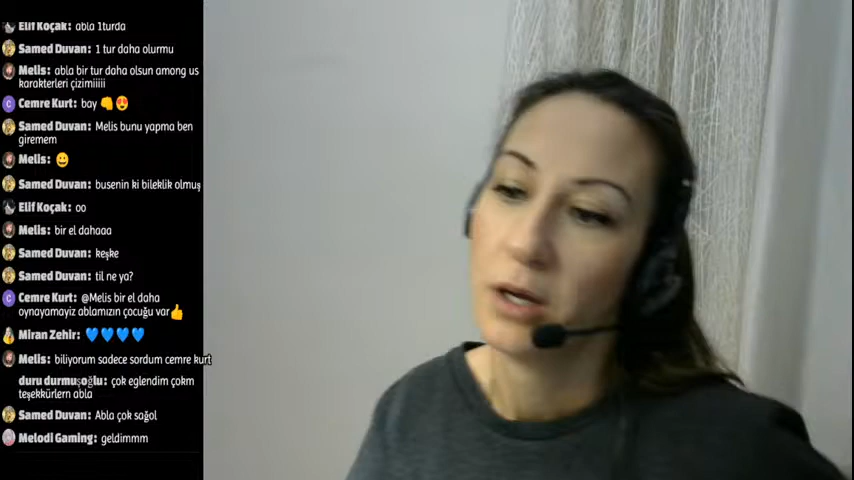 Elif Koçak: abla 1turda
Samed Duvan: 1 tur daha olurmu
Melis: abla bir tur daha olsun among us
karakterleri çizimiiiii
Cemre Kurt: bay 👊😍
Samed Duvan: Melis bunu yapma ben
giremem
Melis: 😀
Samed Duvan: busenin ki bileklik olmuş
Elif Koçak: oo
Melis: bir el dahaaa
Samed Duvan: keşke
Samed Duvan: til ne ya?
Cemre Kurt: @Melis bir el daha
oynayamayiz ablamızın çocuğu var👍
Miran Zehir: 💙💙💙💙
Melis: biliyorum sadece sordum cemre kurt
duru durmuşoğlu: çok eglendim çokm
teşekkürlern abla
Samed Duvan: Abla çok sağol
Melodi Gaming: geldimmm